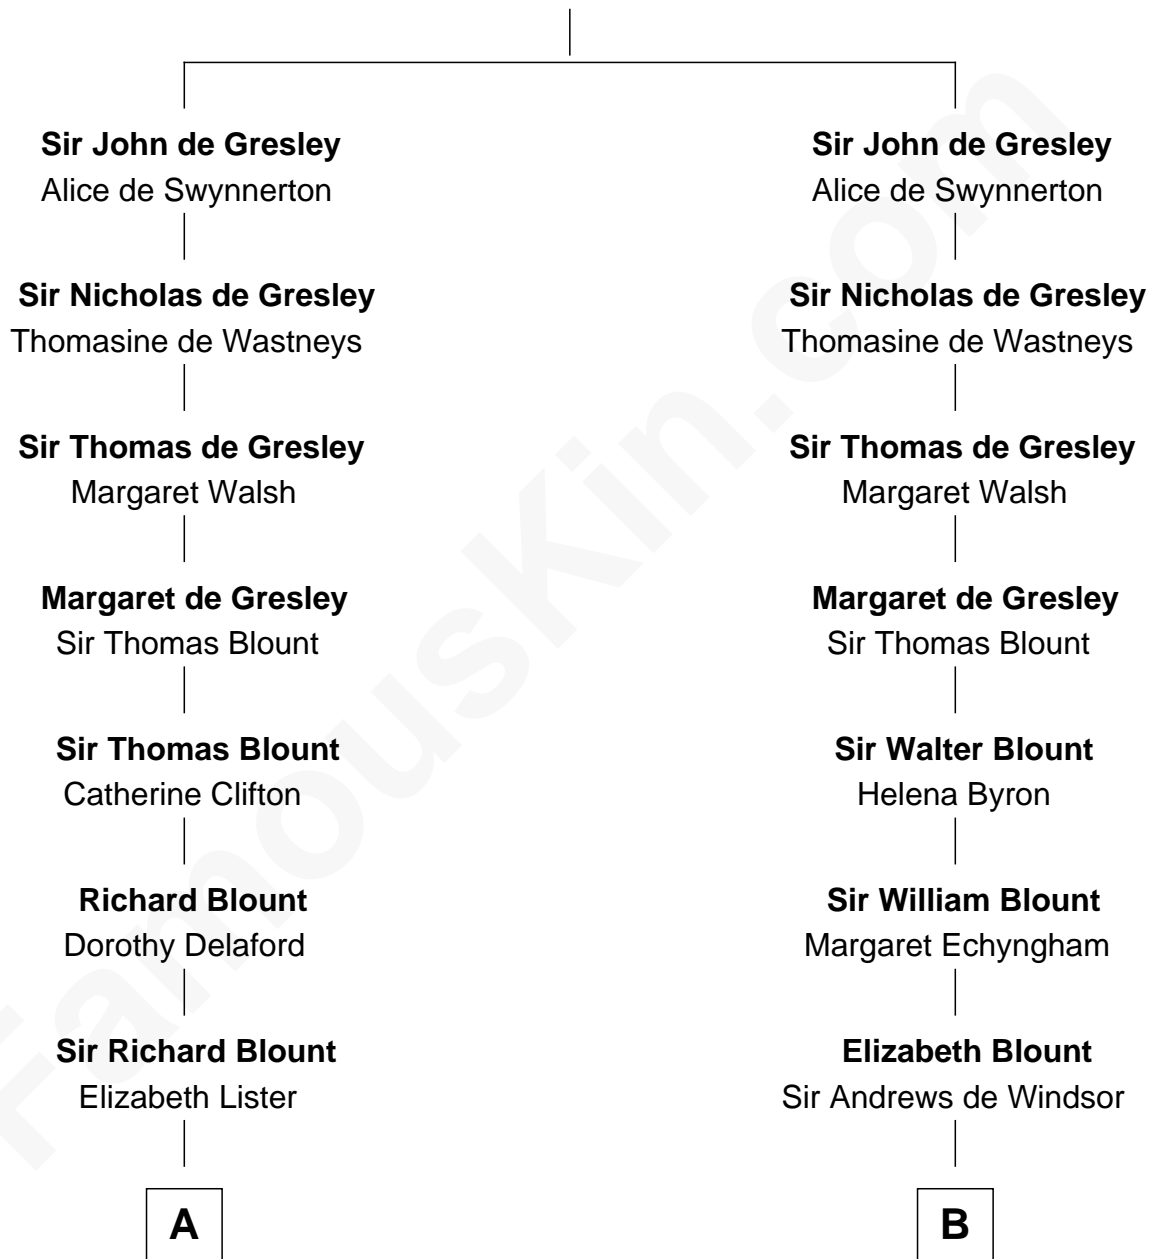 Sir John de Gresley
Alice de Swynnerton
Sir Nicholas de Gresley
Thomasine de Wastneys
Sir Thomas de Gresley
Margaret Walsh
Margaret de Gresley
Sir Thomas Blount
Sir Thomas Blount
Catherine Clifton
Richard Blount
Dorothy Delaford
Sir Richard Blount
Elizabeth Lister
A
Sir John de Gresley
Alice de Swynnerton
Sir Nicholas de Gresley
Thomasine de Wastneys
Sir Thomas de Gresley
Margaret Walsh
Margaret de Gresley
Sir Thomas Blount
Sir Walter Blount
Helena Byron
Sir William Blount
Margaret Echyngham
Elizabeth Blount
Sir Andrews de Windsor
B
FamousKin.com